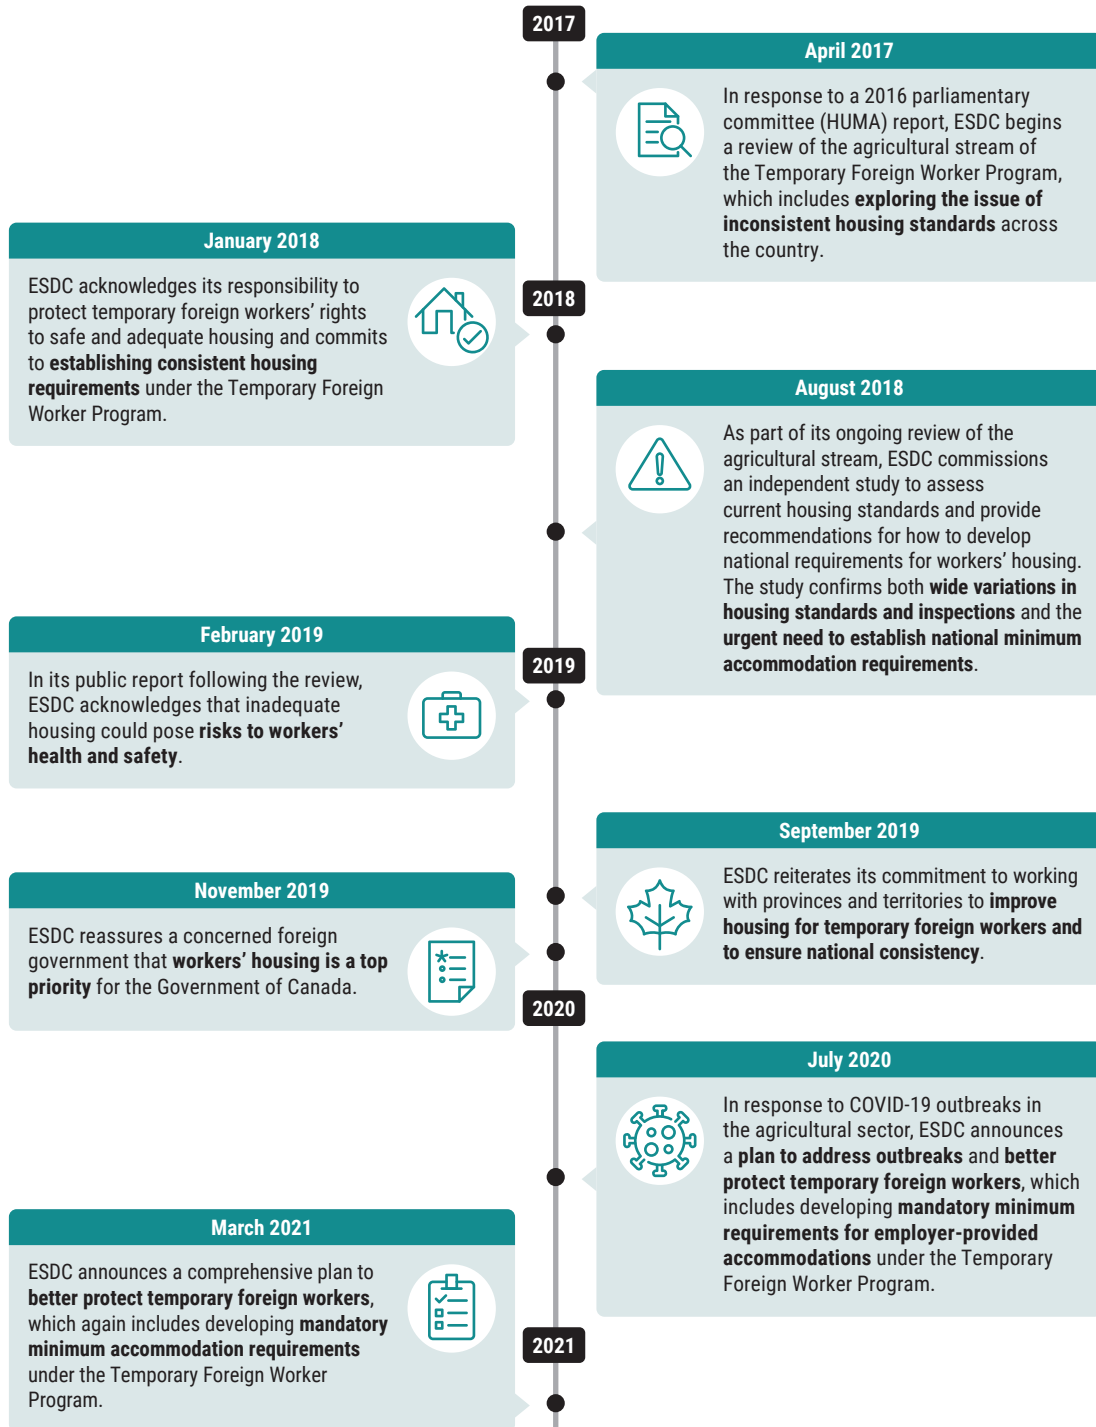 2017
April 2017
In response to a 2016 parliamentary
committee (HUMA) report, ESDC begins
a review of the agricultural stream of
the Temporary Foreign Worker Program,
which includes exploring the issue of
inconsistent housing standards across
the country.
January 2018
ESDC acknowledges its responsibility to
protect temporary foreign workers’ rights
to safe and adequate housing and commits
to establishing consistent housing
requirements under the Temporary Foreign
Worker Program.
2018
August 2018
As part of its ongoing review of the
agricultural stream, ESDC commissions
an independent study to assess
current housing standards and provide
recommendations for how to develop
national requirements for workers’ housing.
The study confirms both wide variations in
housing standards and inspections and the
urgent need to establish national minimum
accommodation requirements.
February 2019
In its public report following the review,
ESDC acknowledges that inadequate
housing could pose risks to workers’
health and safety.
2019
September 2019
ESDC reiterates its commitment to working
with provinces and territories to improve
housing for temporary foreign workers and
to ensure national consistency.
November 2019
ESDC reassures a concerned foreign
government that workers’ housing is a top
priority for the Government of Canada.
2020
July 2020
In response to COVID-19 outbreaks in
the agricultural sector, ESDC announces
a plan to address outbreaks and better
protect temporary foreign workers, which
includes developing mandatory minimum
requirements for employer-provided
accommodations under the Temporary
Foreign Worker Program.
March 2021
ESDC announces a comprehensive plan to
better protect temporary foreign workers,
which again includes developing mandatory
minimum accommodation requirements
under the Temporary Foreign Worker
Program.
2021